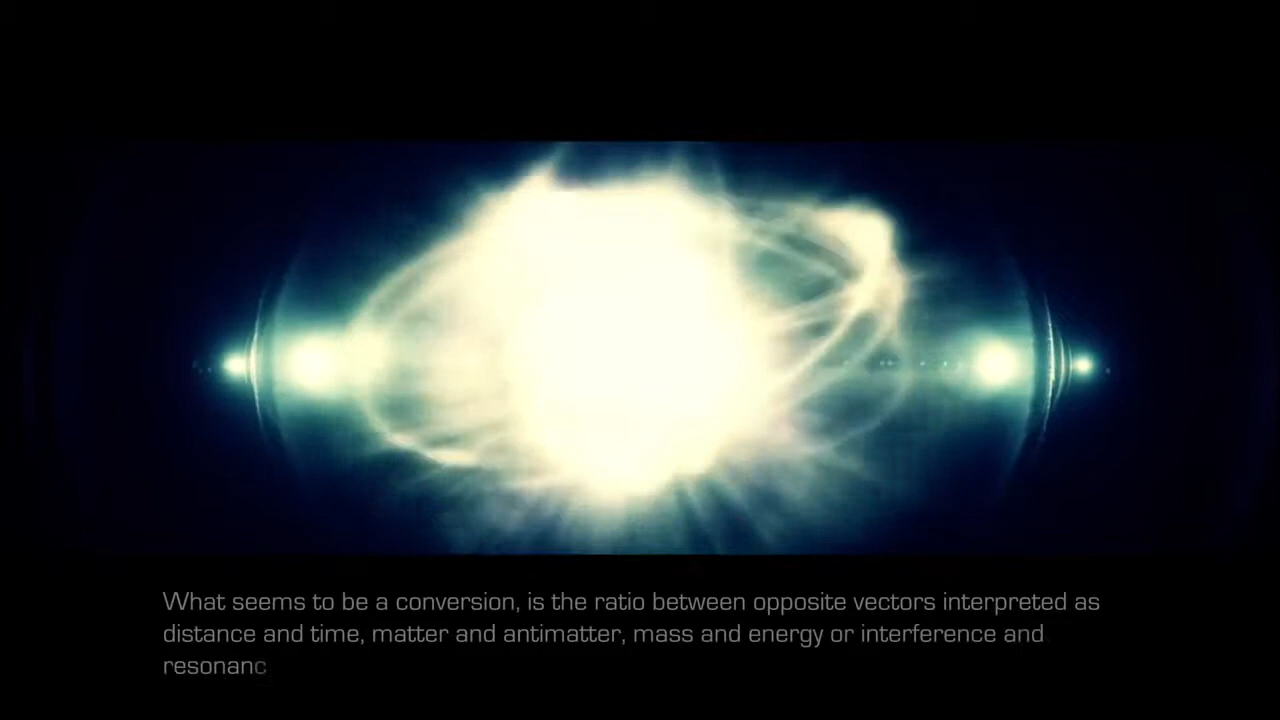 What seems to be a conversion, is the ratio between opposite vectors interpreted as
distance and time, matter and antimatter, mass and energy or interference and
resonanc